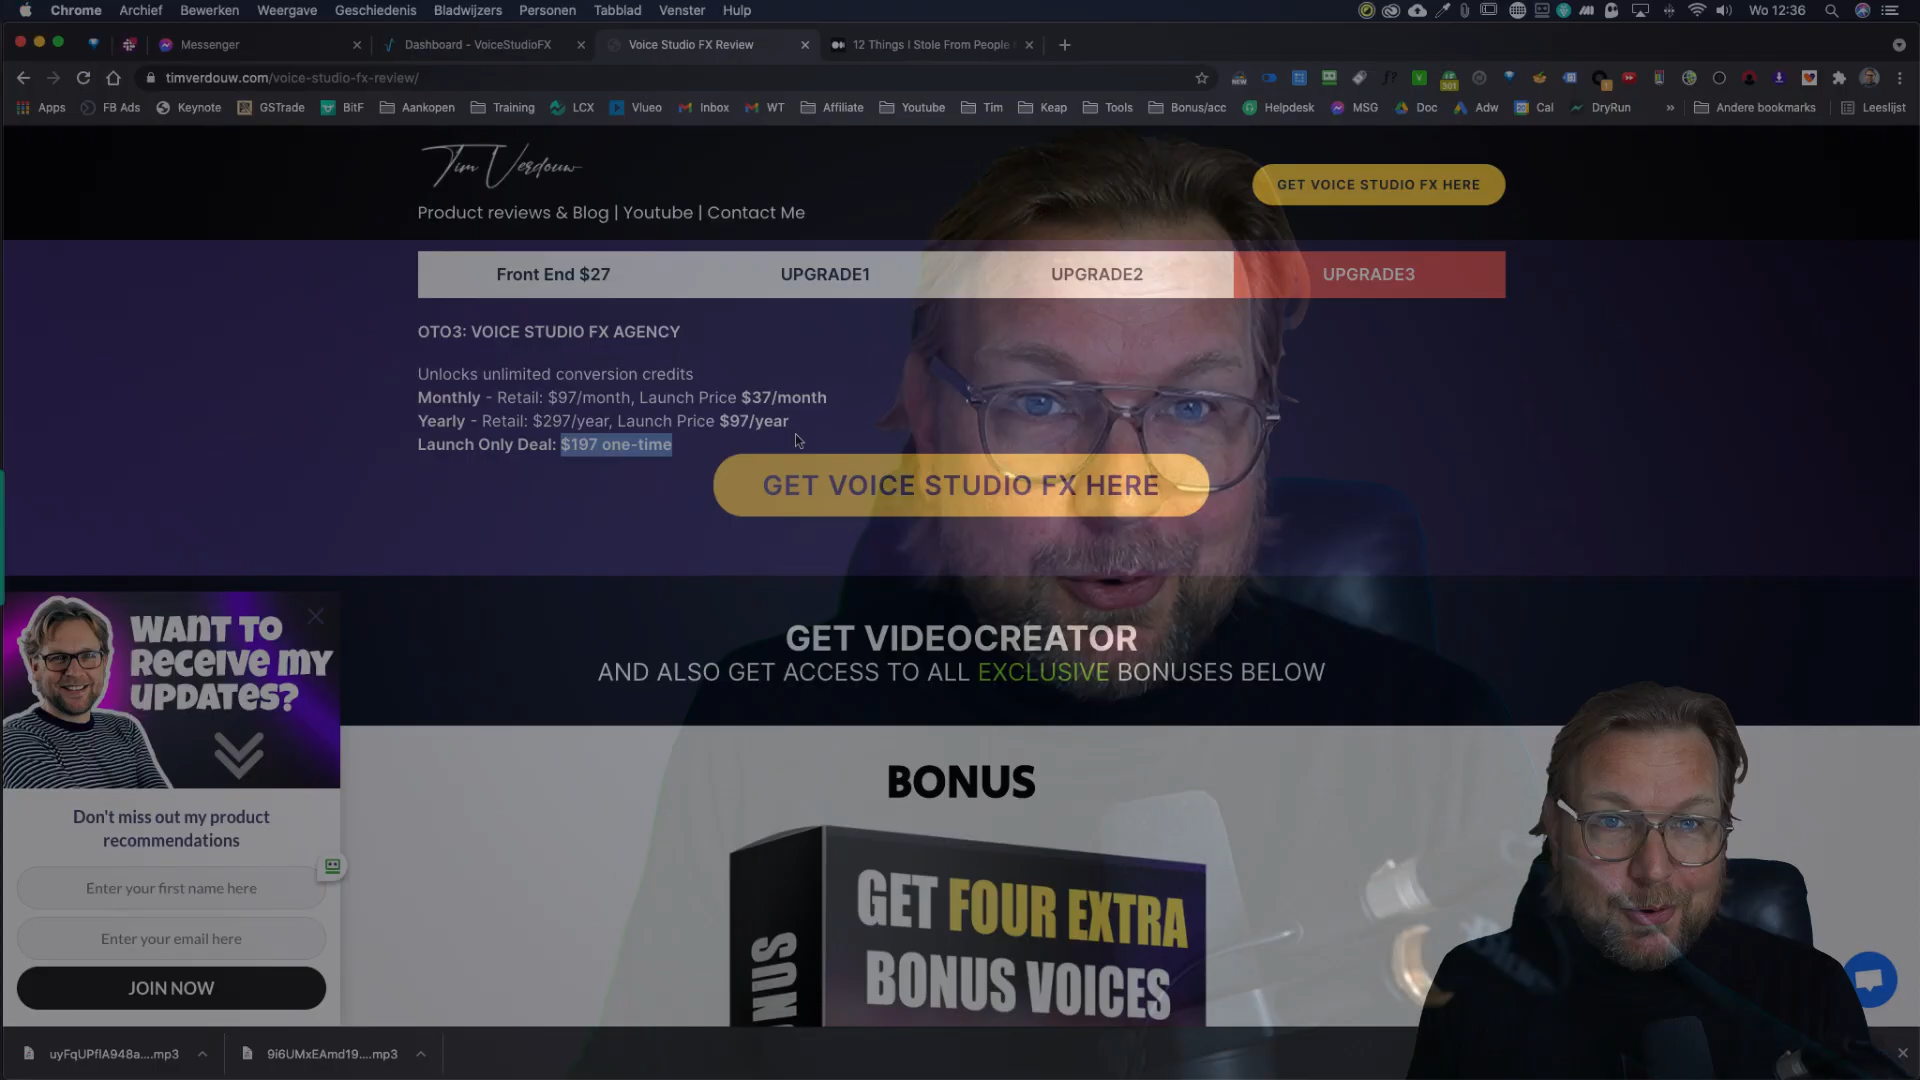 Chrome Archief Bewerken Weergave Geschiedenis Bladwijzers Personen Tabblad Venster Hulp
Wo 12:36
Messenger
Dashboard - VoiceStudioFX
Voice Studio FX Review
12 Things I Stole From People
timverdouw.com/voice-studio-fx-review/
Apps FB Ads Keynote GSTrade BitF Aankopen Training LCX Vlueo Inbox WT Affiliate Youtube Tim Keap Tools Bonus/acc Helpdesk MSG Doc Adw Cal DryRun » Andere bookmarks Leeslijst
Tim Verdouw
GET VOICE STUDIO FX HERE
Product reviews & Blog | Youtube | Contact Me
Front End $27 UPGRADE1 UPGRADE2 UPGRADE3
OTO3: VOICE STUDIO FX AGENCY
Unlocks unlimited conversion credits
Monthly - Retail: $97/month, Launch Price $37/month
Yearly - Retail: $297/year, Launch Price $97/year
Launch Only Deal: $197 one-time
GET VOICE STUDIO FX HERE
GET VIDEOCREATOR
AND ALSO GET ACCESS TO ALL EXCLUSIVE BONUSES BELOW
WANT TO
RECEIVE MY
UPDATES?
Don't miss out my product
recommendations
Enter your first name here
Enter your email here
JOIN NOW
BONUS
GET FOUR EXTRA
BONUS VOICES
uyFqUPflA948a....mp3
9i6UMxEAmd19....mp3